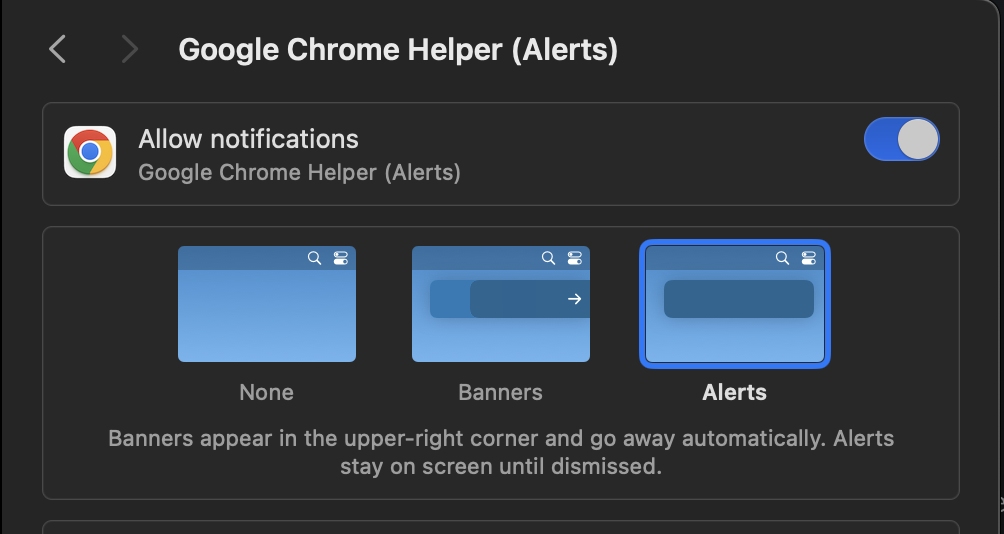 Google Chrome Helper (Alerts)
Allow notifications
Google Chrome Helper (Alerts)
None
Banners
Alerts
Banners appear in the upper-right corner and go away automatically. Alerts
stay on screen until dismissed.